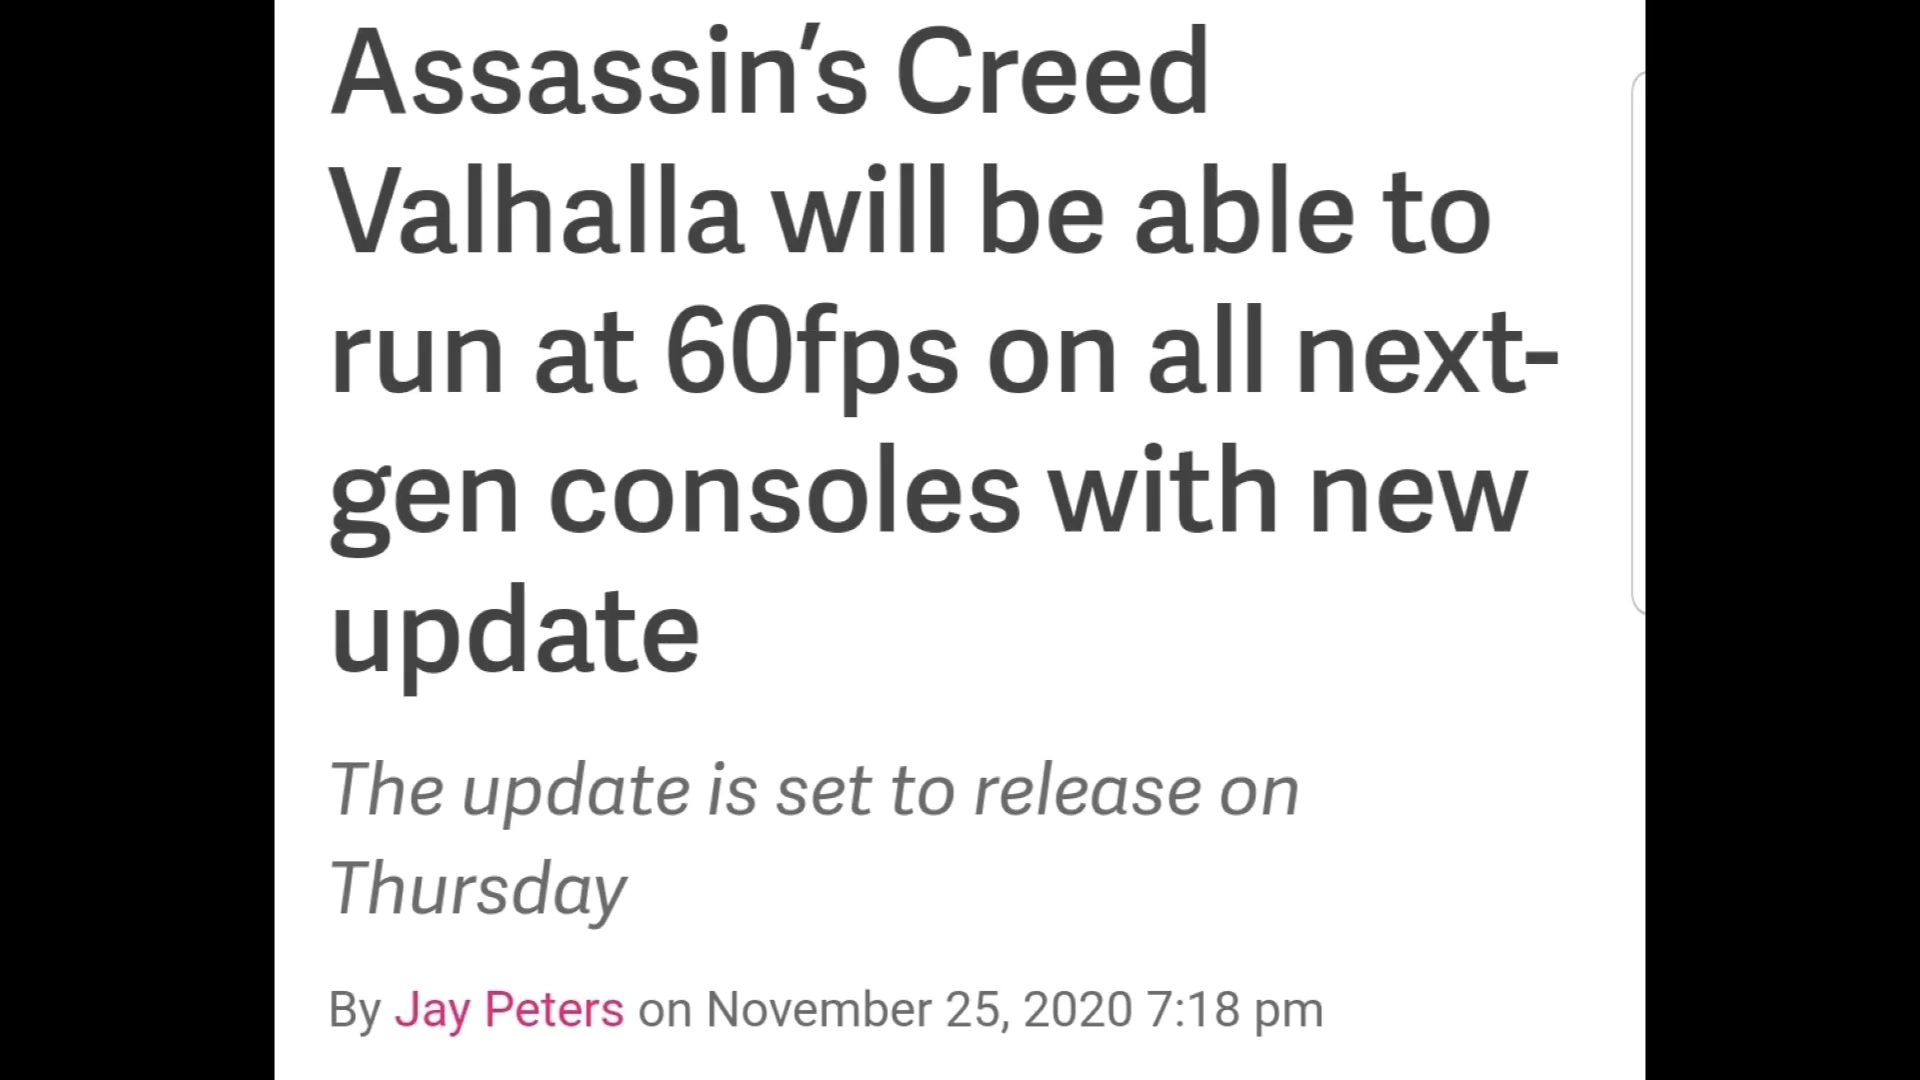 Assassin’s Creed
Valhalla will be able to
run at 60fps on all next-
gen consoles with new
update
The update is set to release on
Thursday
By Jay Peters on November 25, 2020 7:18 pm